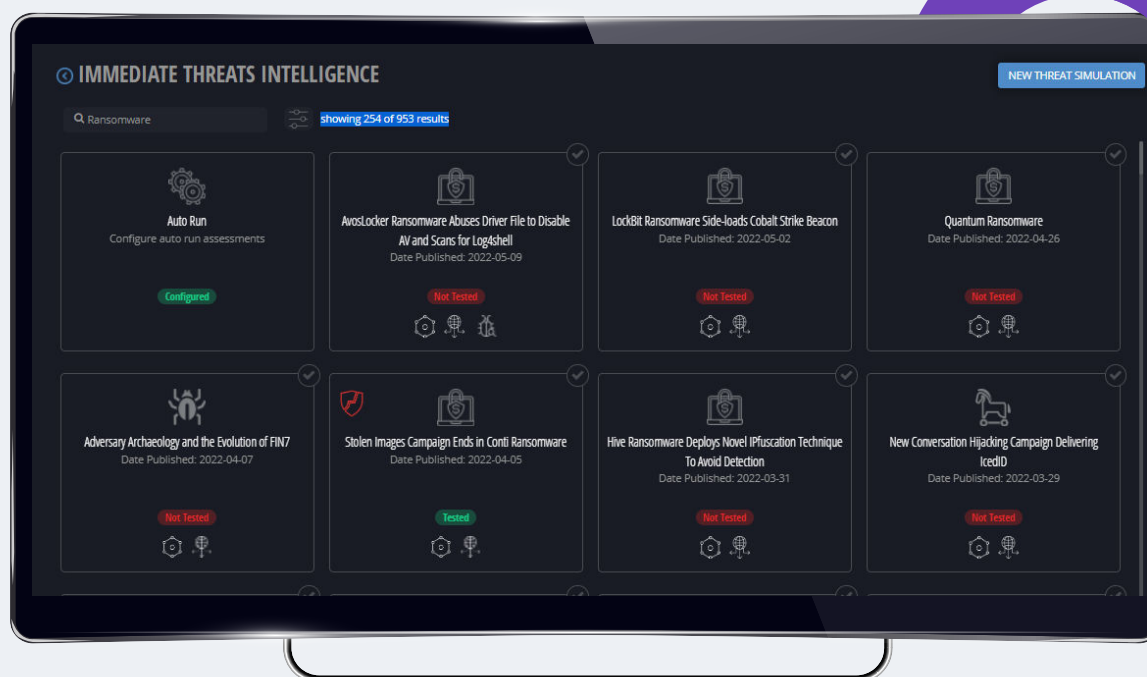 IMMEDIATE THREATS INTELLIGENCE
NEW THREAT SIMULATION
Ransomware
showing 254 of 953 results
Auto Run
Configure auto run assessments
Configured
AvosLocker Ransomware Abuses Driver File to Disable
AV and Scans for Log4shell
Date Published: 2022-05-09
Not Tested
LockBit Ransomware Side-loads Cobalt Strike Beacon
Date Published: 2022-05-02
Not Tested
Quantum Ransomware
Date Published: 2022-04-26
Not Tested
Adversary Archaeology and the Evolution of FIN7
Date Published: 2022-04-07
Not Tested
Stolen Images Campaign Ends in Conti Ransomware
Date Published: 2022-04-05
Tested
Hive Ransomware Deploys Novel IPfuscation Technique
To Avoid Detection
Date Published: 2022-03-31
Not Tested
New Conversation Hijacking Campaign Delivering
IcedID
Date Published: 2022-03-29
Not Tested